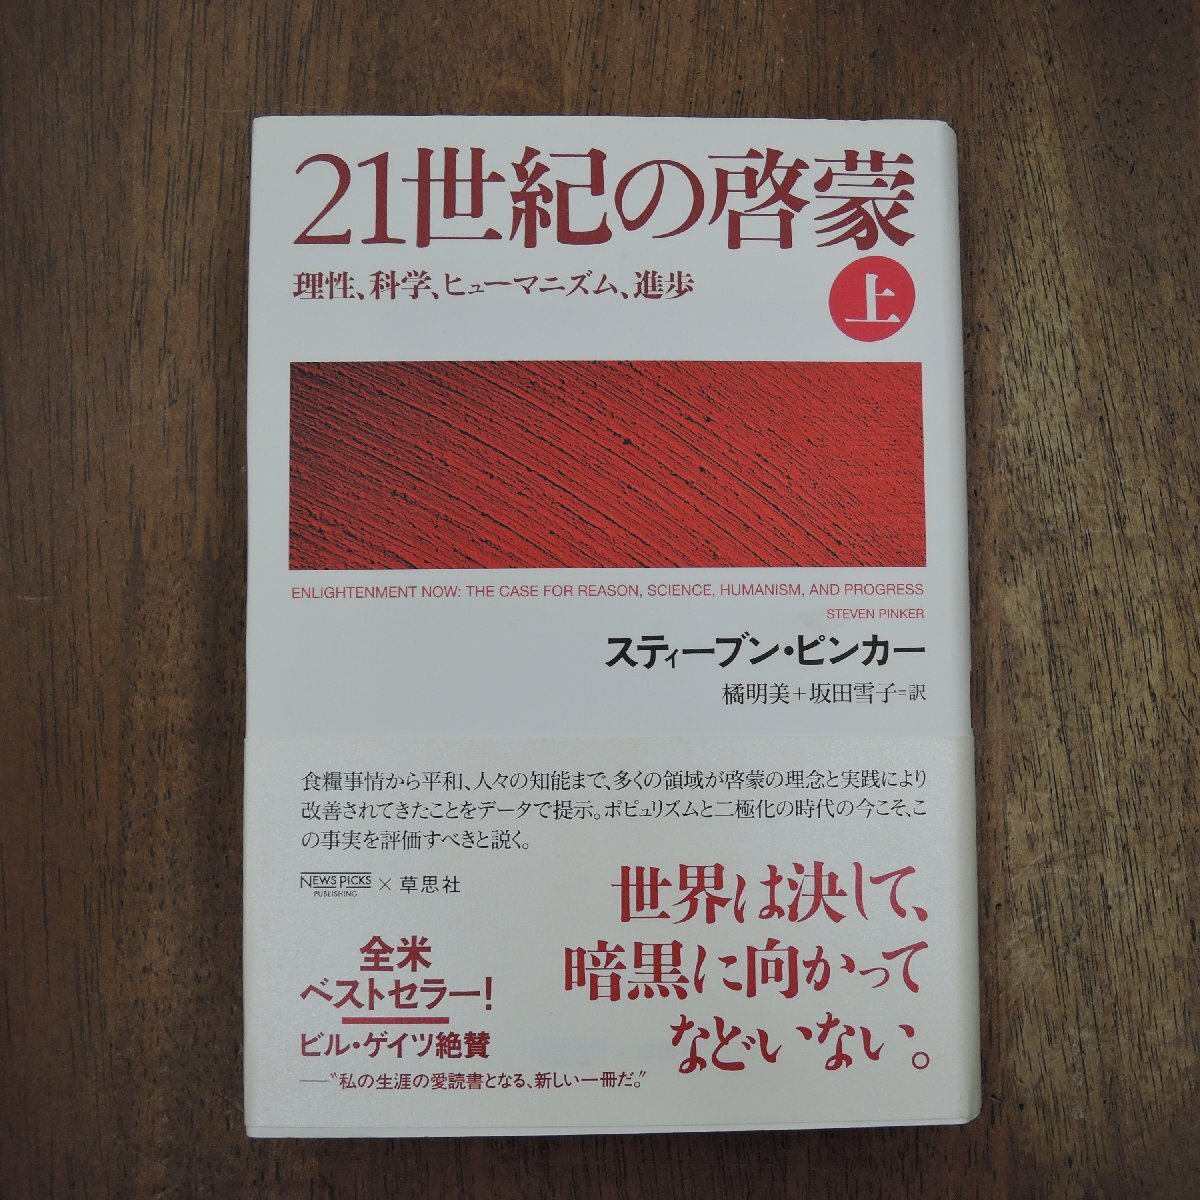 21世紀の啓蒙
理性、科学、ヒューマニズム、進歩
上
ENLIGHTENMENT NOW: THE CASE FOR REASON, SCIENCE, HUMANISM, AND PROGRESS
STEVEN PINKER
スティーブン・ピンカー
橘明美+坂田雪子=訳
食糧事情から平和、人々の知能まで、多くの領域が啓蒙の理念と実践により
改善されてきたことをデータで提示。ポピュリズムと二極化の時代の今こそ、こ
の事実を評価すべきと説く。
NEWS PICKS
PUBLISHING
×草思社
世界は決して、
暗黒に向かって
などいない。
全米
ベストセラー!
ビル・ゲイツ絶賛
——“私の生涯の愛読書となる、新しい一冊だ。”